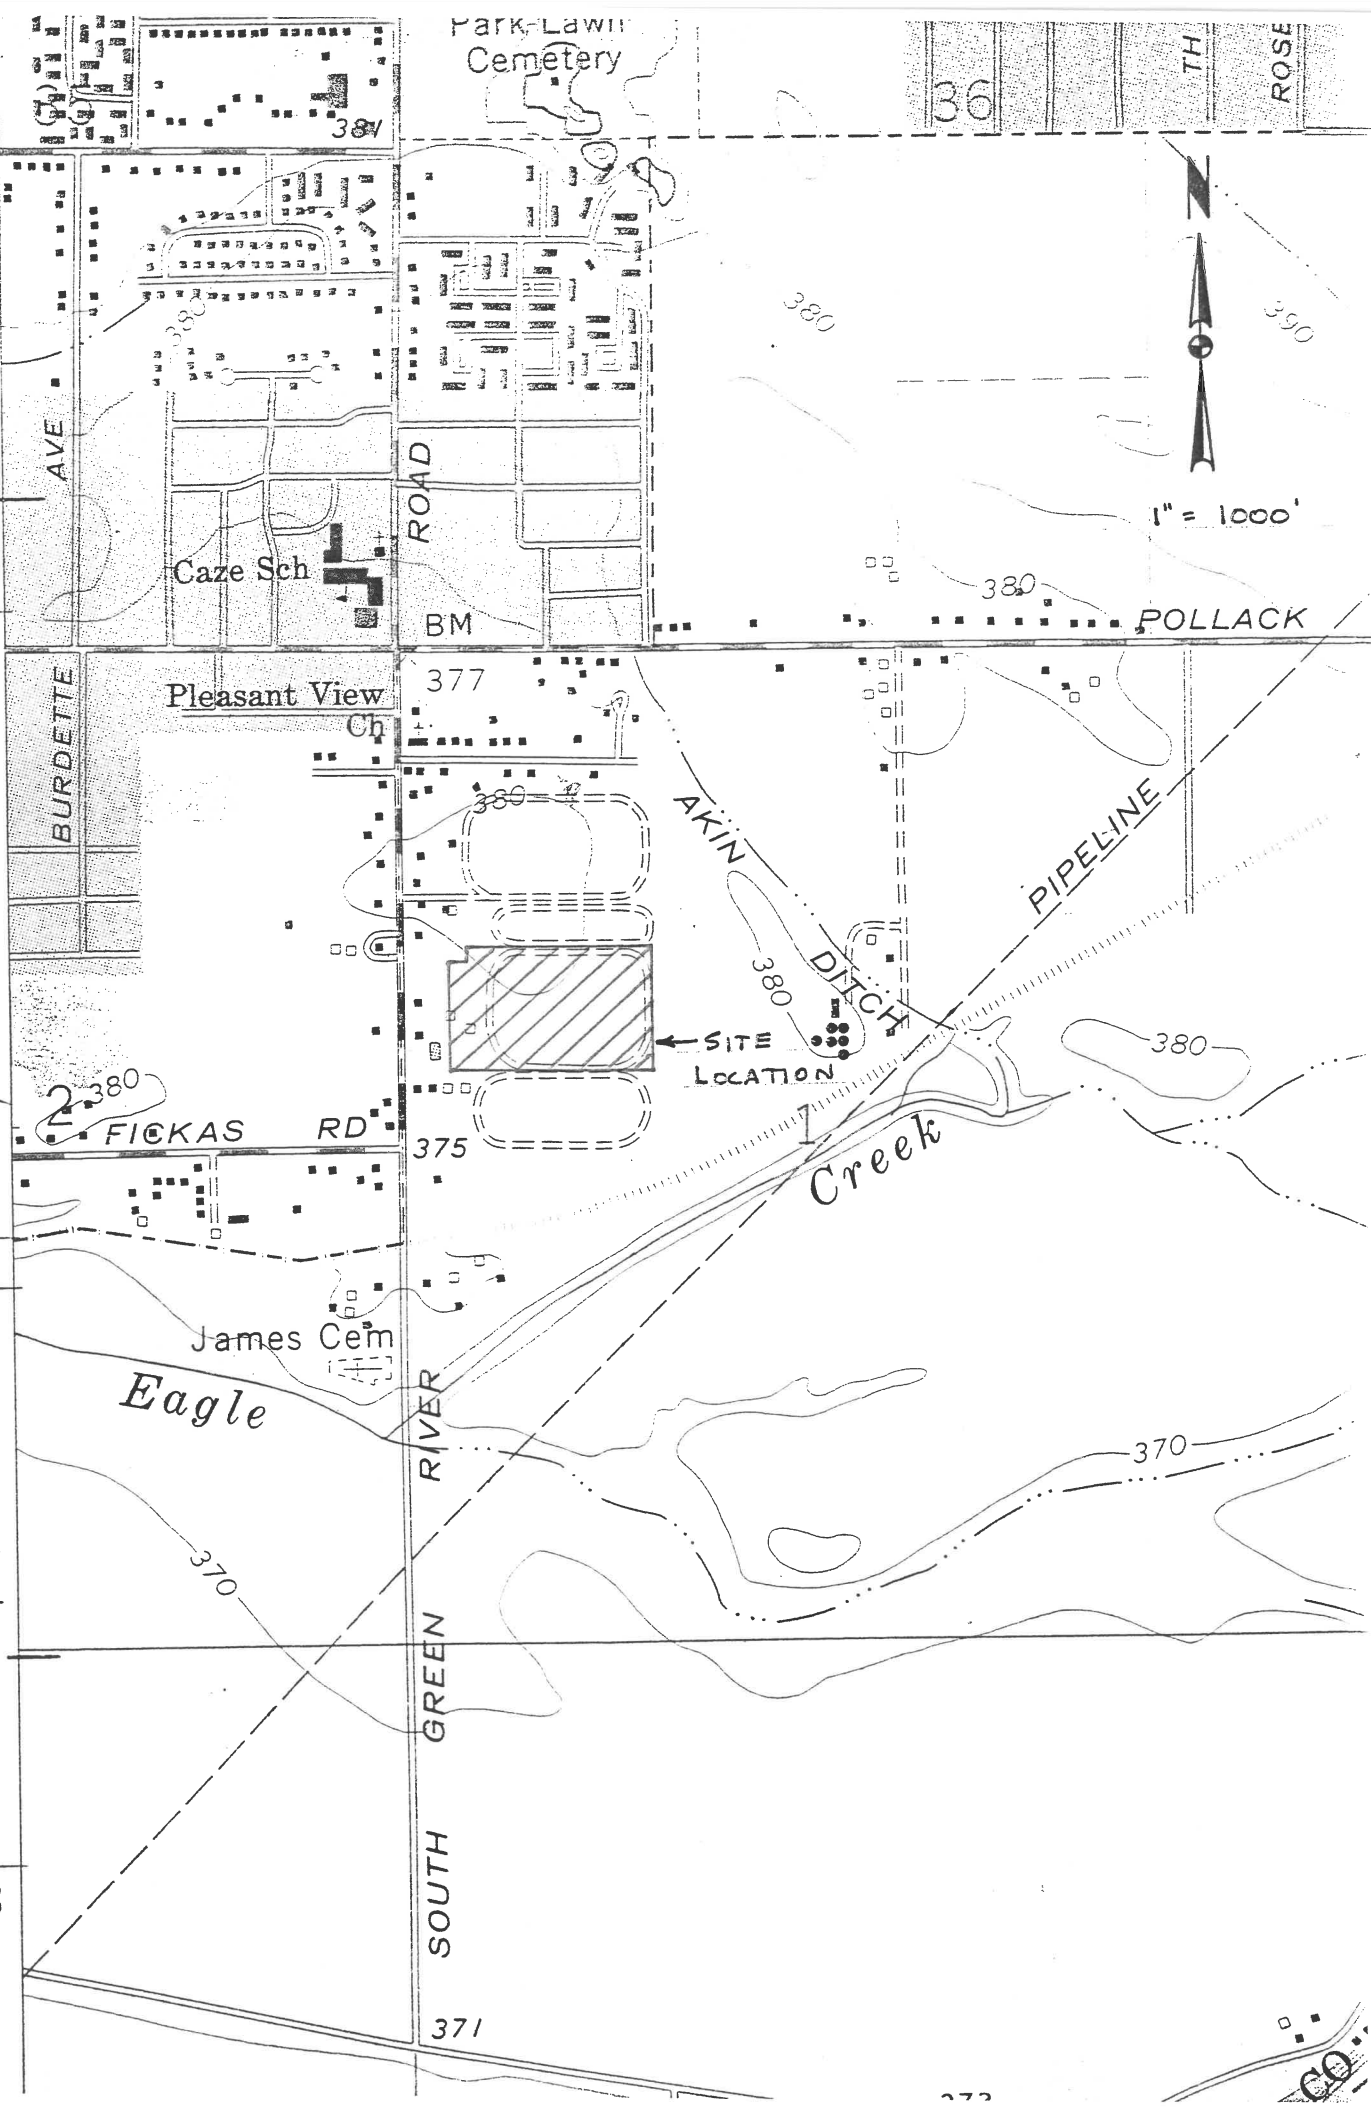 Park-Lawn
Cemetery
36
TH
ROSE
381
N
380
380
390
AVE
ROAD
1" = 1000'
Caze Sch
380
BM
POLLACK
BURDETTE
Pleasant View
Ch
377
380
AKIN
PIPELINE
380
DITCH
SITE
LOCATION
380
2
380
FICKAS RD
375
1
Creek
James Cem
Eagle
RIVER
370
370
GREEN
SOUTH
371
CO